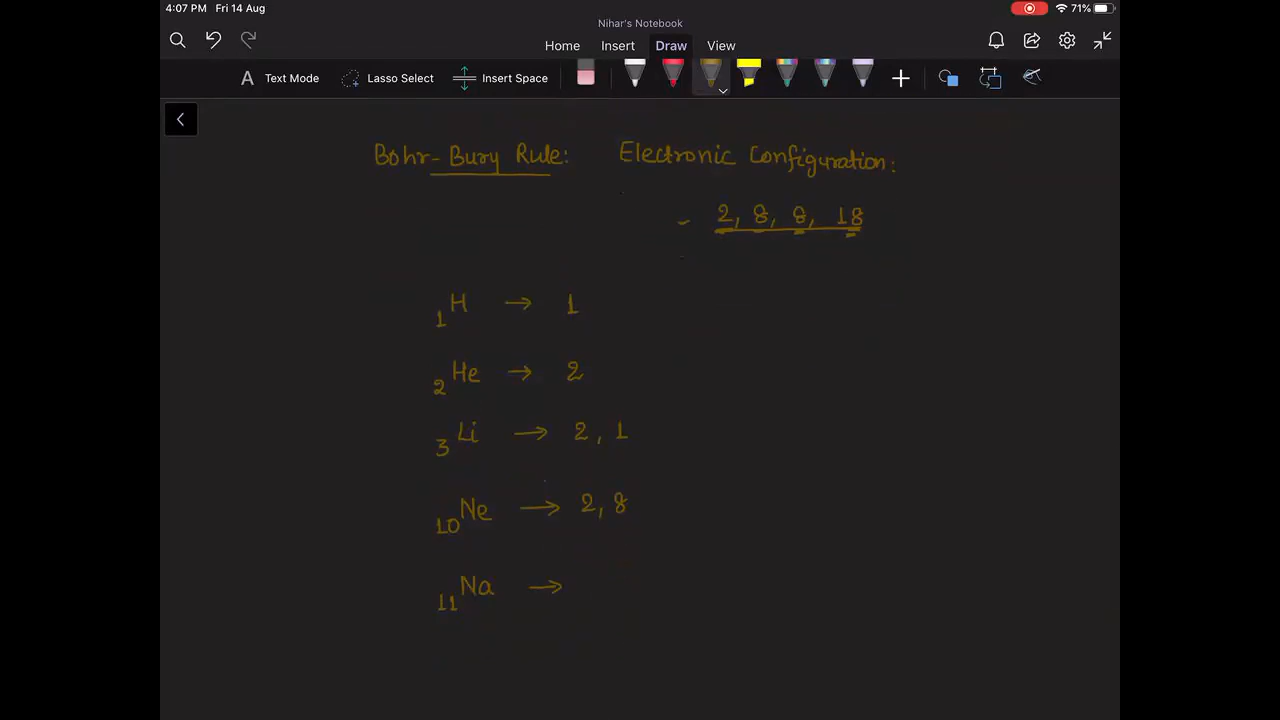 4:07 PM Fri 14 Aug 71%
Nihar's Notebook
Home Insert Draw View
A Text Mode Lasso Select Insert Space
Bohr-Bury Rule: Electronic Configuration:
- 2, 8, 8, 18
1H → 1
2He → 2
3Li → 2, 1
10Ne → 2, 8
11Na →